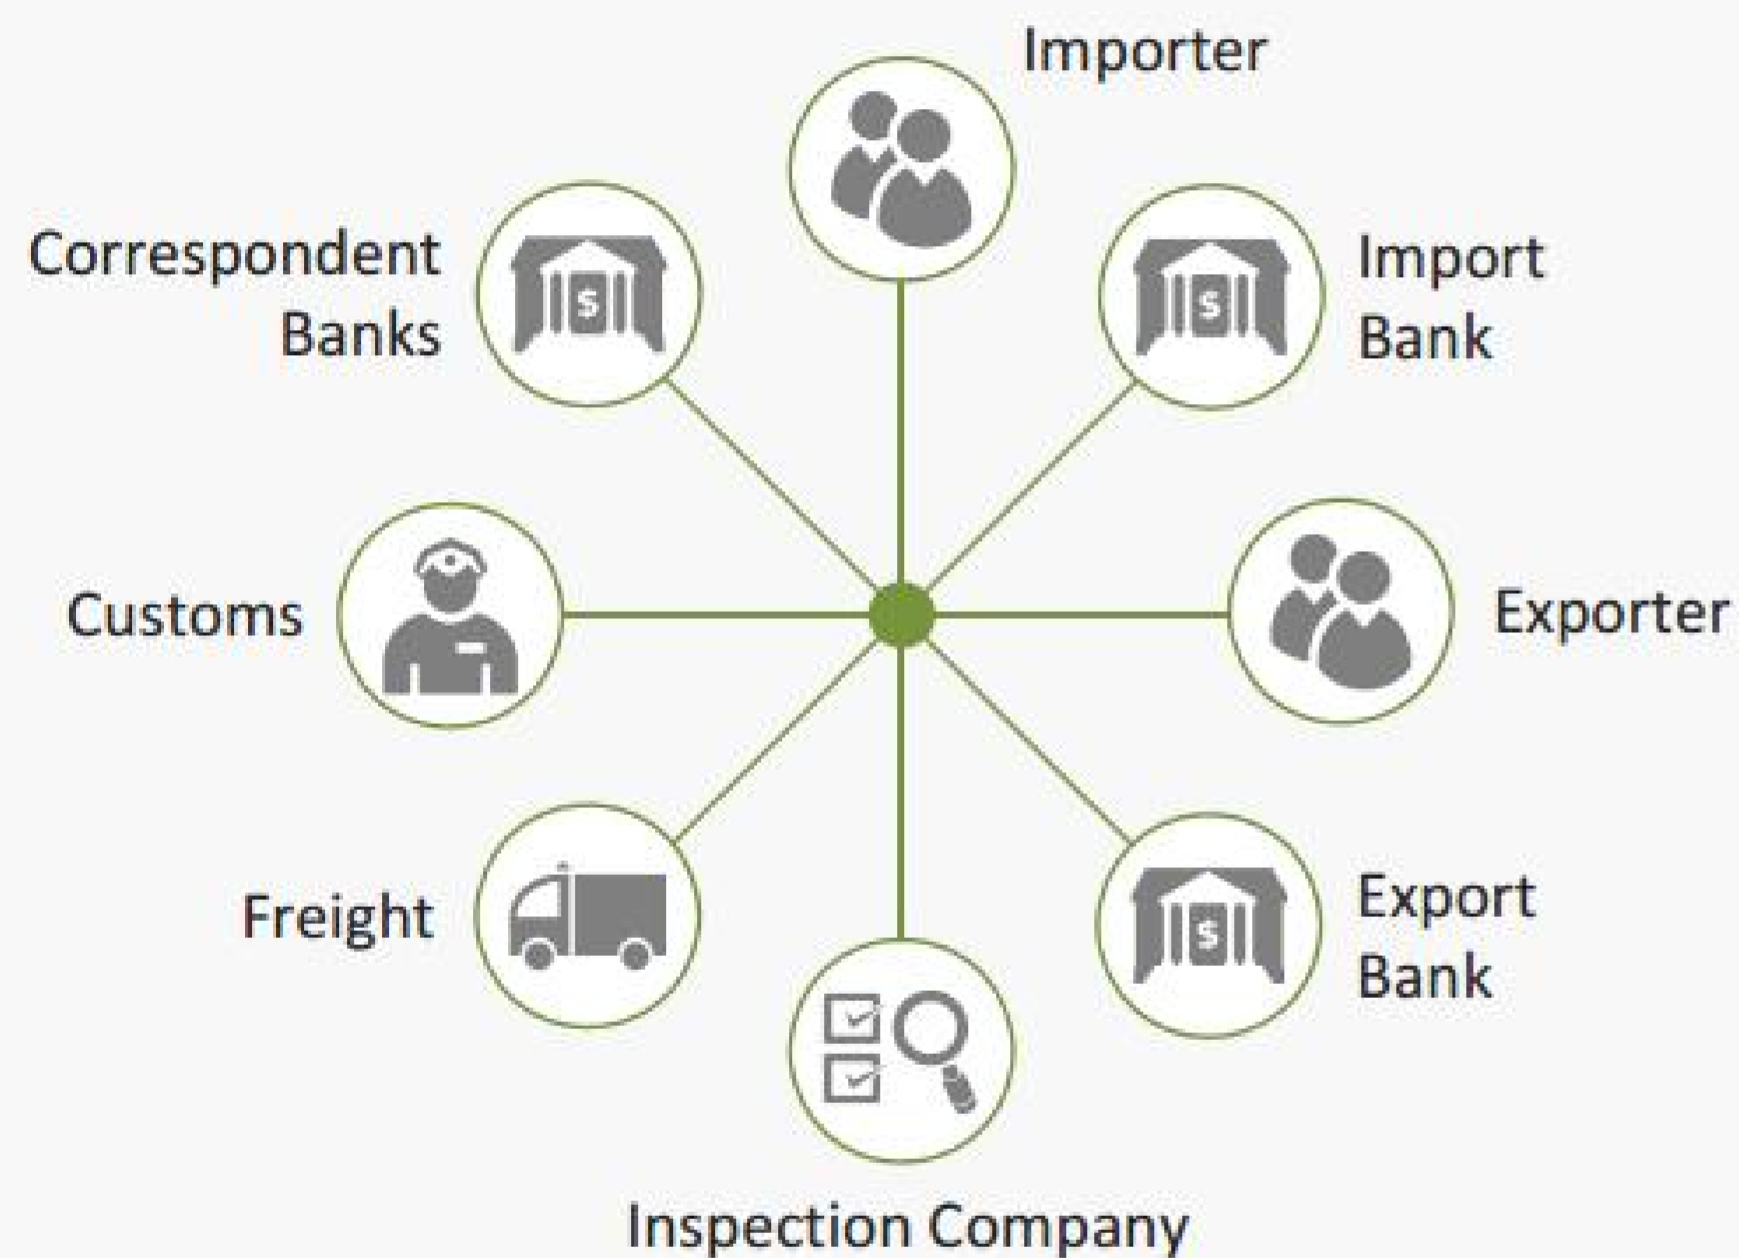 Importer
Correspondent
Banks
Import
Bank
Customs
Exporter
Freight
Export
Bank
Inspection Company
$
$
$